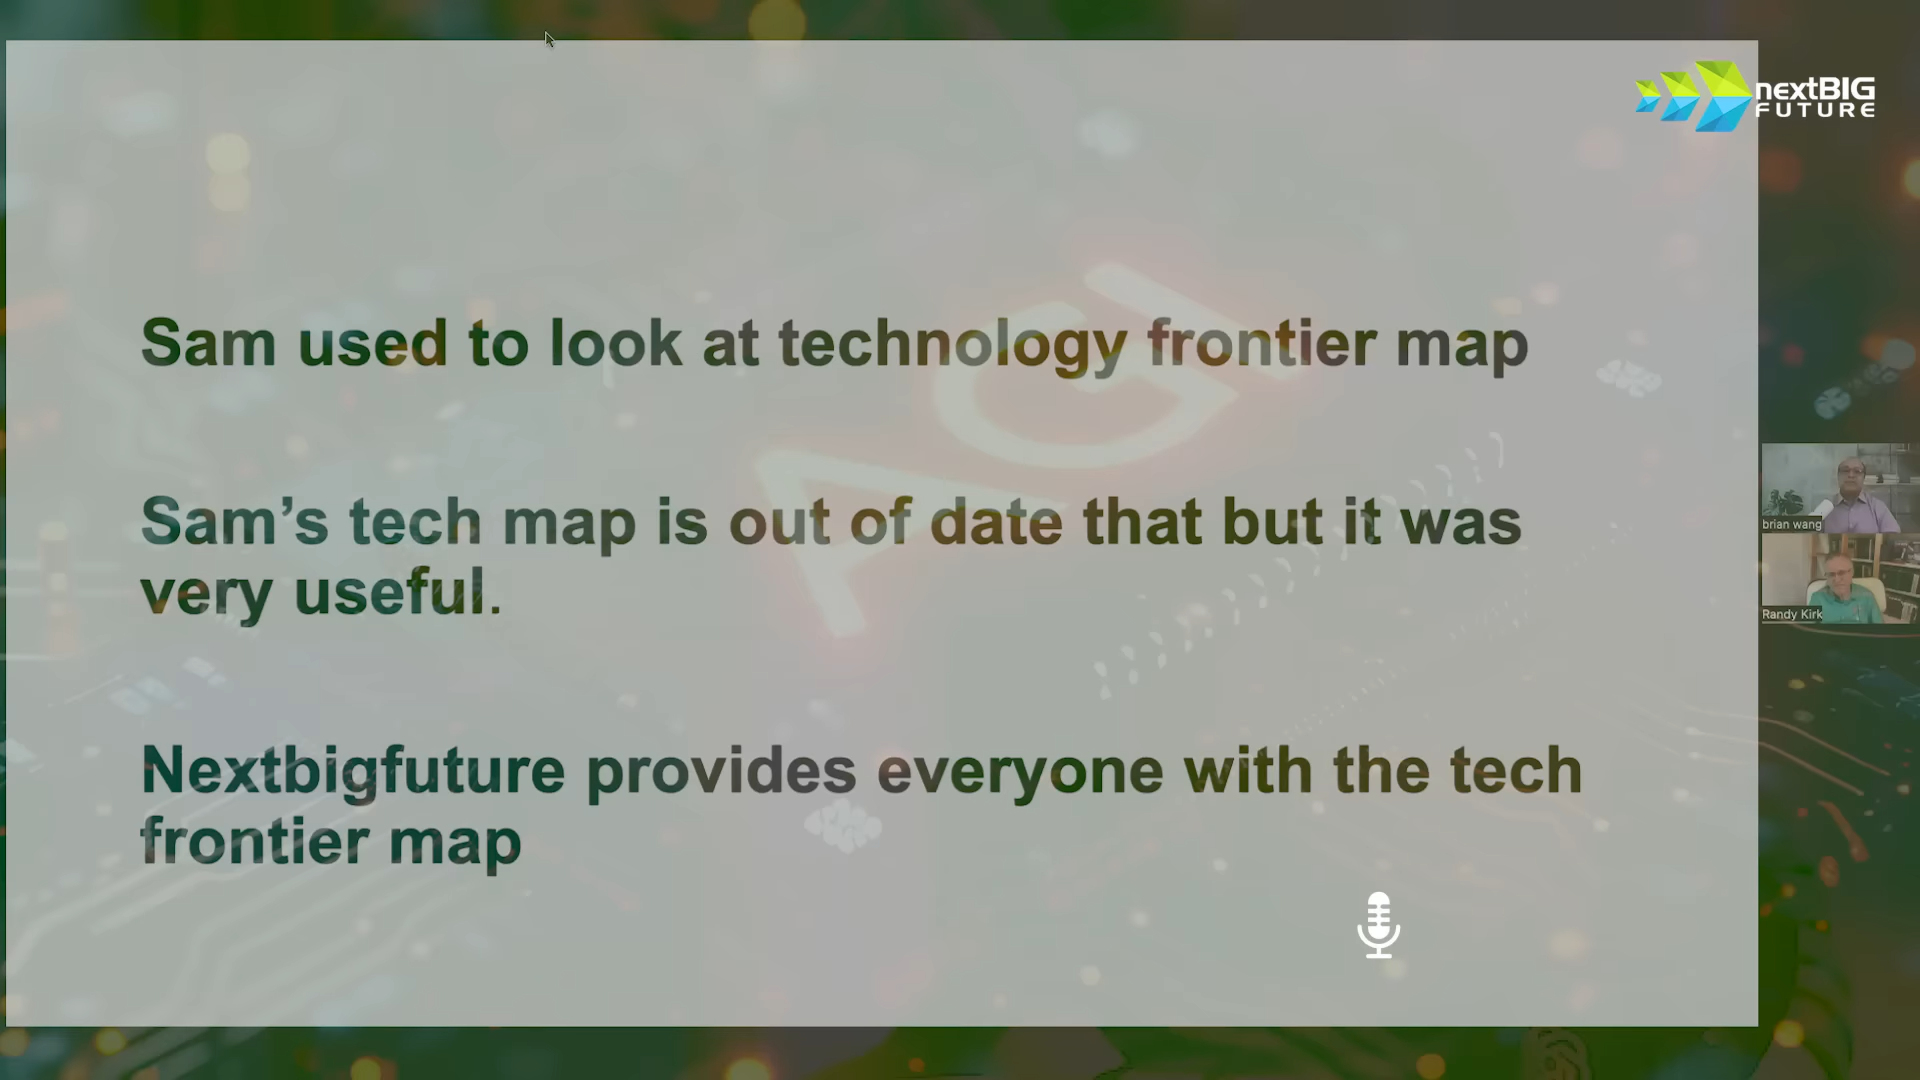 nextBIG
FUTURE
Sam used to look at technology frontier map
AGI
Sam’s tech map is out of date that but it was
very useful.
brian wang
Randy Kirk
Nextbigfuture provides everyone with the tech
frontier map